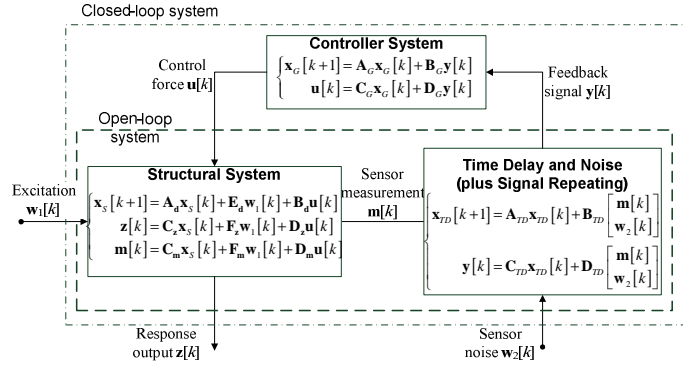 Closed-loop system
Controller System
x_G[k+1] = A_G x_G[k] + B_G y[k]
u[k] = C_G x_G[k] + D_G y[k]
Control
force u[k]
Feedback
signal y[k]
Open-loop
system
Structural System
x_S[k+1] = A_d x_S[k] + E_d w_1[k] + B_d u[k]
z[k] = C_z x_S[k] + F_z w_1[k] + D_z u[k]
m[k] = C_m x_S[k] + F_m w_1[k] + D_m u[k]
Excitation
w_1[k]
Sensor
measurement
m[k]
Time Delay and Noise
(plus Signal Repeating)
x_TD[k+1] = A_TD x_TD[k] + B_TD [m[k] w_2[k]]
y[k] = C_TD x_TD[k] + D_TD [m[k] w_2[k]]
Response
output z[k]
Sensor
noise w_2[k]